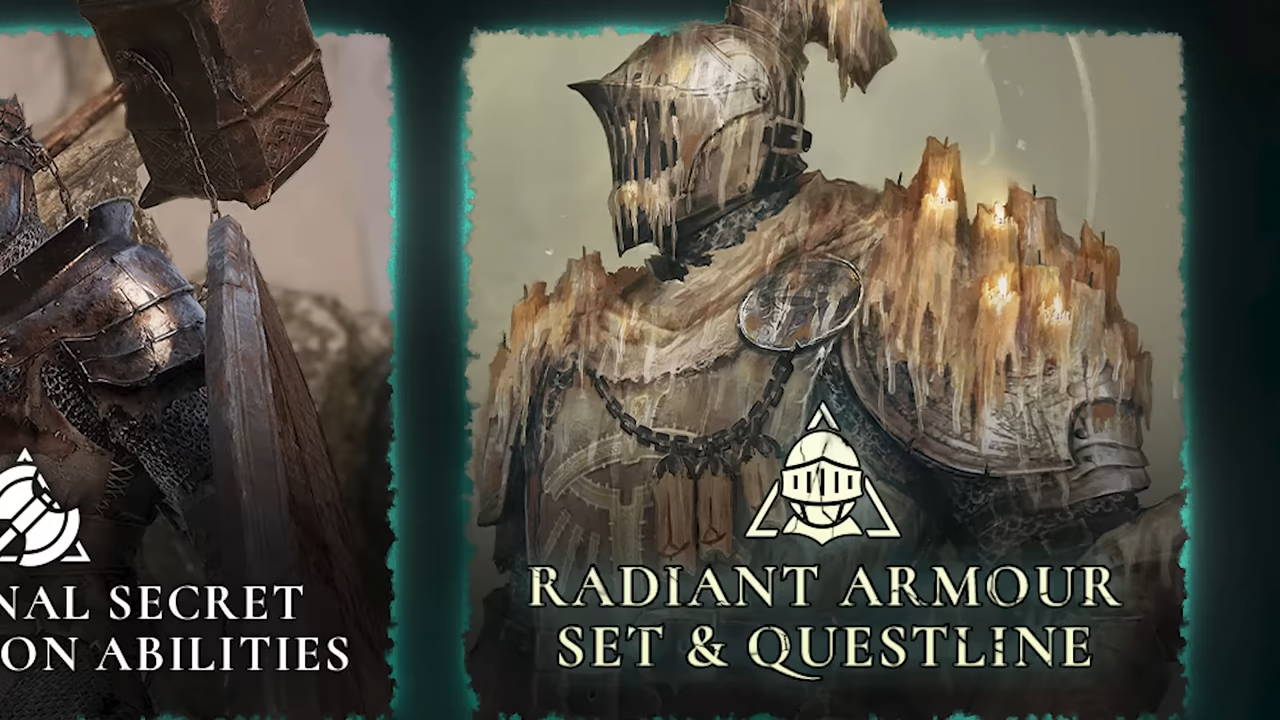 NAL SECRET
ON ABILITIES
RADIANT ARMOUR
SET & QUESTLINE